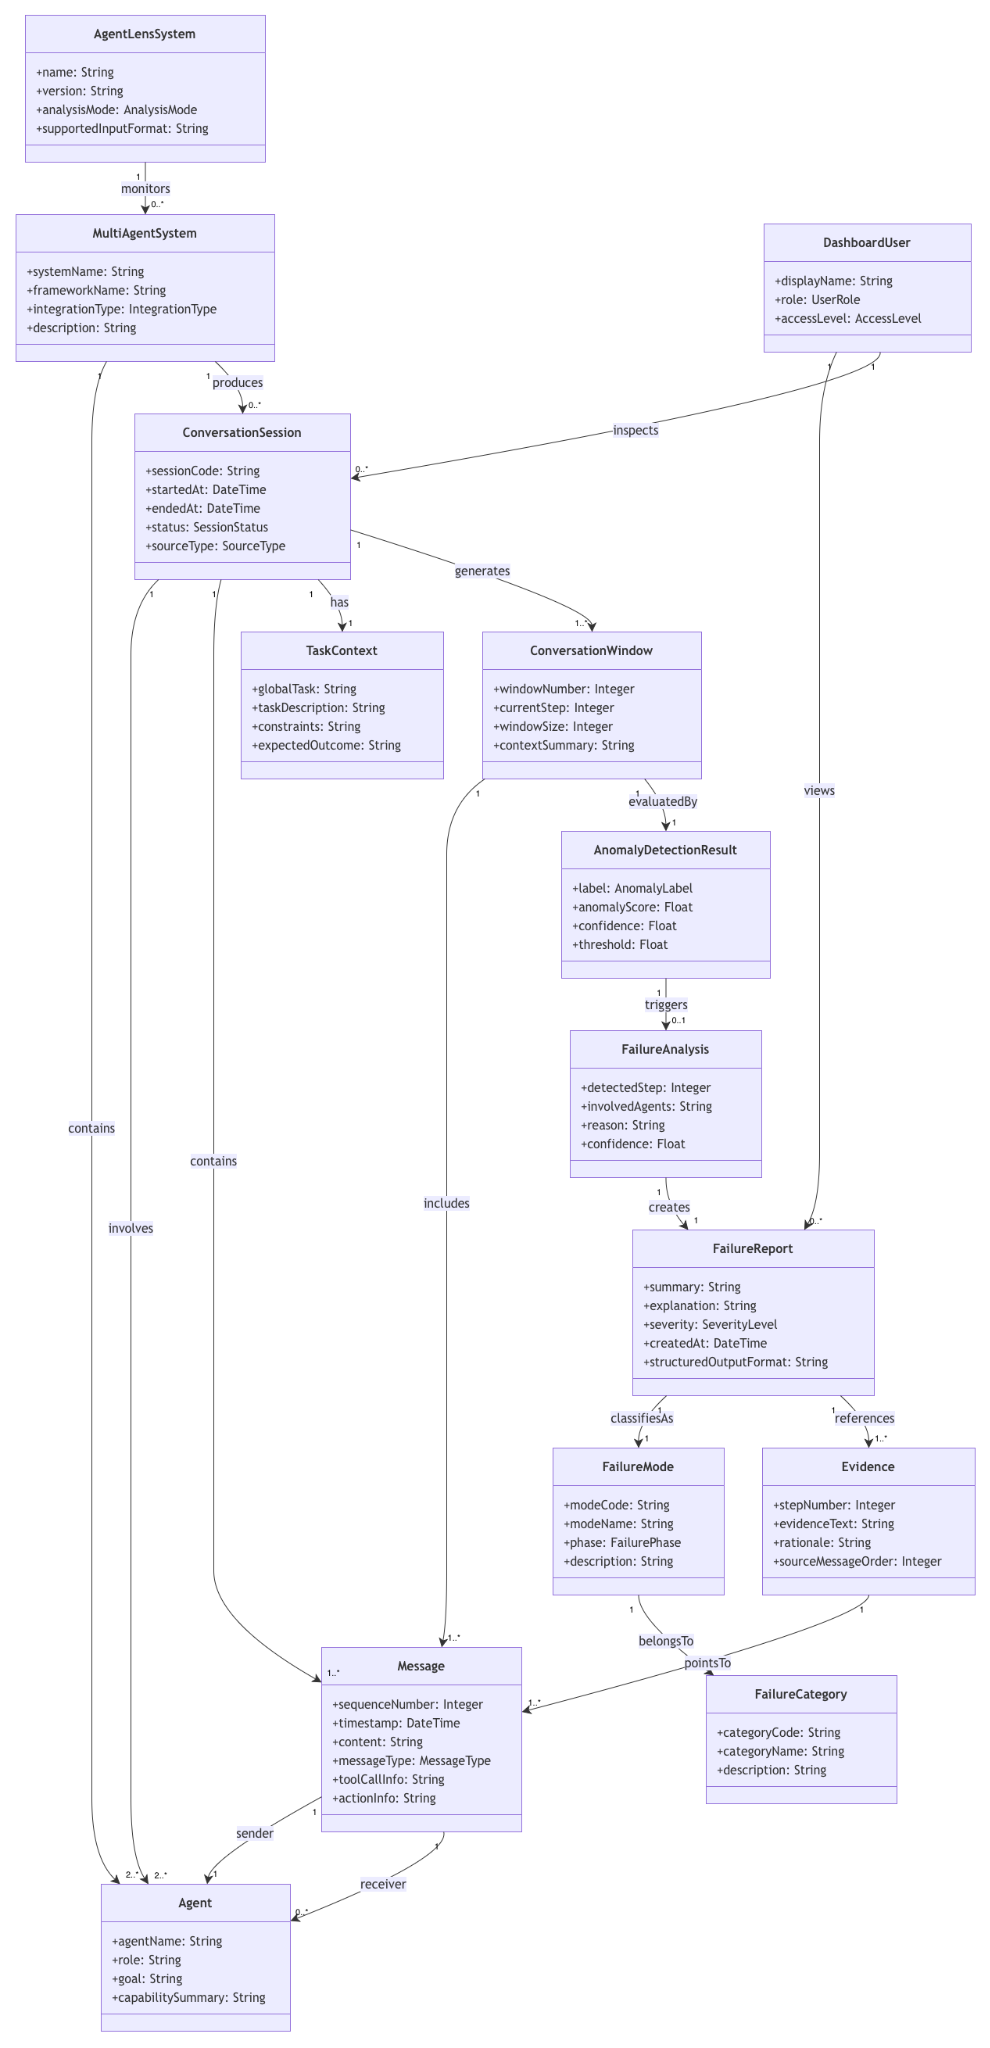 AgentLensSystem
+name: String
+version: String
+analysisMode: AnalysisMode
+supportedInputFormat: String
1
monitors
0..*
MultiAgentSystem
+systemName: String
+frameworkName: String
+integrationType: IntegrationType
+description: String
DashboardUser
+displayName: String
+role: UserRole
+accessLevel: AccessLevel
1
1
produces
0..*
1
1
inspects
0..*
ConversationSession
+sessionCode: String
+startedAt: DateTime
+endedAt: DateTime
+status: SessionStatus
+sourceType: SourceType
1
generates
1..*
1
1
1
has
1
TaskContext
+globalTask: String
+taskDescription: String
+constraints: String
+expectedOutcome: String
ConversationWindow
+windowNumber: Integer
+currentStep: Integer
+windowSize: Integer
+contextSummary: String
views
1
1
evaluatedBy
1
AnomalyDetectionResult
+label: AnomalyLabel
+anomalyScore: Float
+confidence: Float
+threshold: Float
1
triggers
0..1
FailureAnalysis
+detectedStep: Integer
+involvedAgents: String
+reason: String
+confidence: Float
contains
contains
includes
involves
1
creates
1
0..*
FailureReport
+summary: String
+explanation: String
+severity: SeverityLevel
+createdAt: DateTime
+structuredOutputFormat: String
1
classifiesAs
1
1
references
1..*
FailureMode
+modeCode: String
+modeName: String
+phase: FailurePhase
+description: String
Evidence
+stepNumber: Integer
+evidenceText: String
+rationale: String
+sourceMessageOrder: Integer
1
belongsTo
1
pointsTo
1..*
1..*
1..*
Message
+sequenceNumber: Integer
+timestamp: DateTime
+content: String
+messageType: MessageType
+toolCallInfo: String
+actionInfo: String
FailureCategory
+categoryCode: String
+categoryName: String
+description: String
1
sender
1
1
receiver
0..*
2..*
2..*
Agent
+agentName: String
+role: String
+goal: String
+capabilitySummary: String